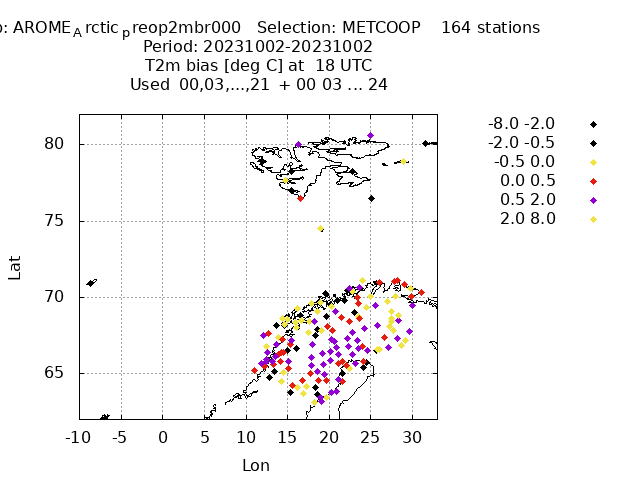 : AROME_Arctic_preop2mbr000 Selection: METCOOP 164 stations
Period: 20231002-20231002
T2m bias [deg C] at 18 UTC
Used 00,03,...,21 + 00 03 ... 24
-8.0 -2.0
-2.0 -0.5
-0.5 0.0
0.0 0.5
0.5 2.0
2.0 8.0
80
75
70
65
Lat
-10 -5 0 5 10 15 20 25 30
Lon